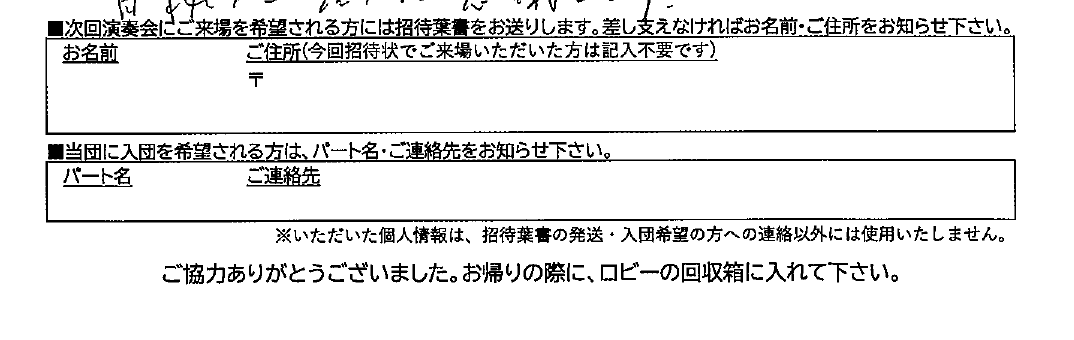 ■次回演奏会にご来場を希望される方には招待葉書をお送りします。差し支えなければお名前・ご住所をお知らせ下さい。
お名前 ご住所(今回招待状でご来場いただいた方は記入不要です)
〒
■当団に入団を希望される方は、パート名・ご連絡先をお知らせ下さい。
パート名 ご連絡先
※いただいた個人情報は、招待葉書の発送・入団希望の方への連絡以外には使用いたしません。
ご協力ありがとうございました。お帰りの際に、ロビーの回収箱に入れて下さい。